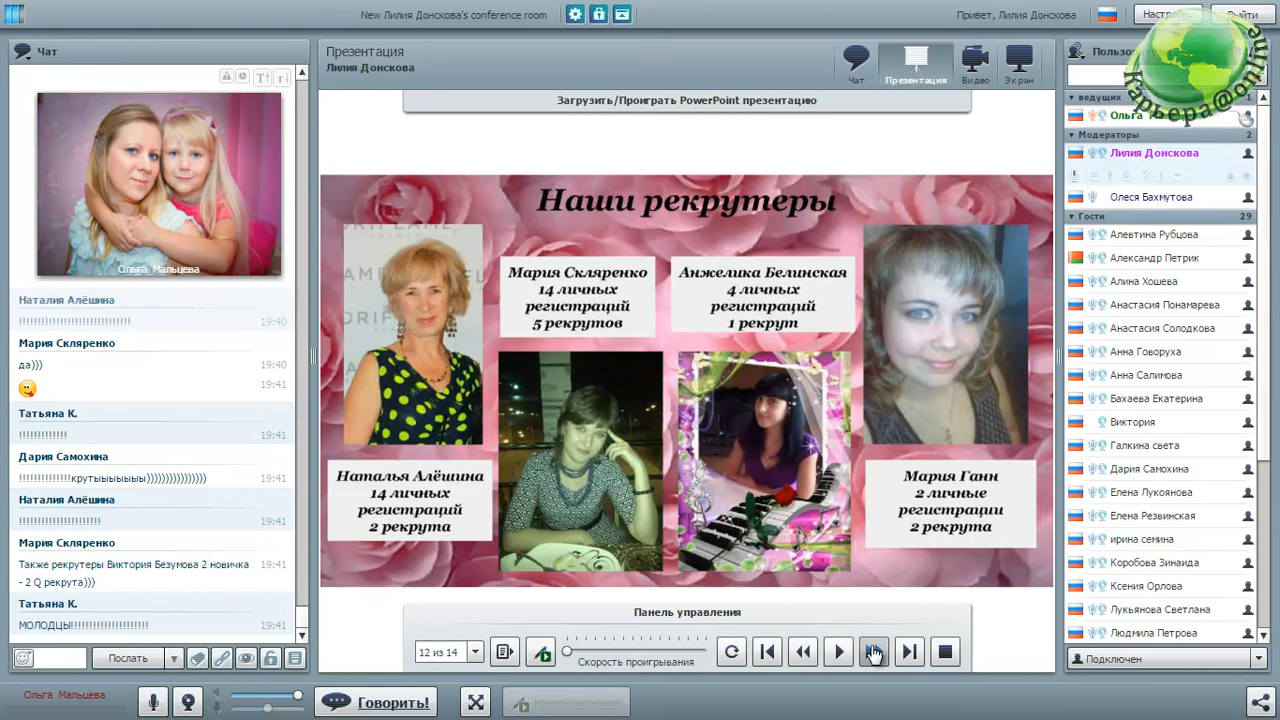 New Лилия Донскова's conference room
Привет, Лилия Донскова
Выйти
Чат
Ольга Мальцева
Наталия Алёшина
!!!!!!!!!!!!!!!!!!!!!!!!!!!!!!! 19:40
Мария Скляренко
да))) 19:40
19:41
Татьяна К.
!!!!!!!!!!!!! 19:41
Дария Самохина
!!!!!!!!!!!!!!крутыыыыыыы))))))))))))))) 19:41
Наталия Алёшина
!!!!!!!!!!!!!!!!!!!!!!! 19:41
Мария Скляренко
Также рекрутеры Виктория Безумова 2 новичка 19:41
- 2 Q рекрута)))
Татьяна К.
МОЛОДЦЫ!!!!!!!!!!!!!!!!!!!! 19:41
Послать
Презентация
Лилия Донскова
Чат
Презентация
Видео
Экран
Загрузить/Проиграть PowerPoint презентацию
Наши рекрутеры
Мария Скляренко
14 личных
регистраций
5 рекрутов
Анжелика Белинская
4 личных
регистраций
1 рекрут
Наталья Алёшина
14 личных
регистраций
2 рекрута
Мария Ганн
2 личные
регистрации
2 рекрута
Панель управления
12 из 14
Скорость проигрывания
карьера@online
ведущих 1
Модераторы 2
Лилия Донскова
Олеся Бахмутова
Гости 29
Алевтина Рубцова
Александр Петрик
Алина Хошева
Анастасия Понамарева
Анастасия Солодкова
Анна Говоруха
Анна Салимова
Бахаева Екатерина
Виктория
Галкина света
Дария Самохина
Елена Лукоянова
Елена Резвинская
ирина семина
Коробова Зинаида
Ксения Орлова
Лукьянова Светлана
Людмила Петрова
Подключен
Ольга Мальцева
Говорить!